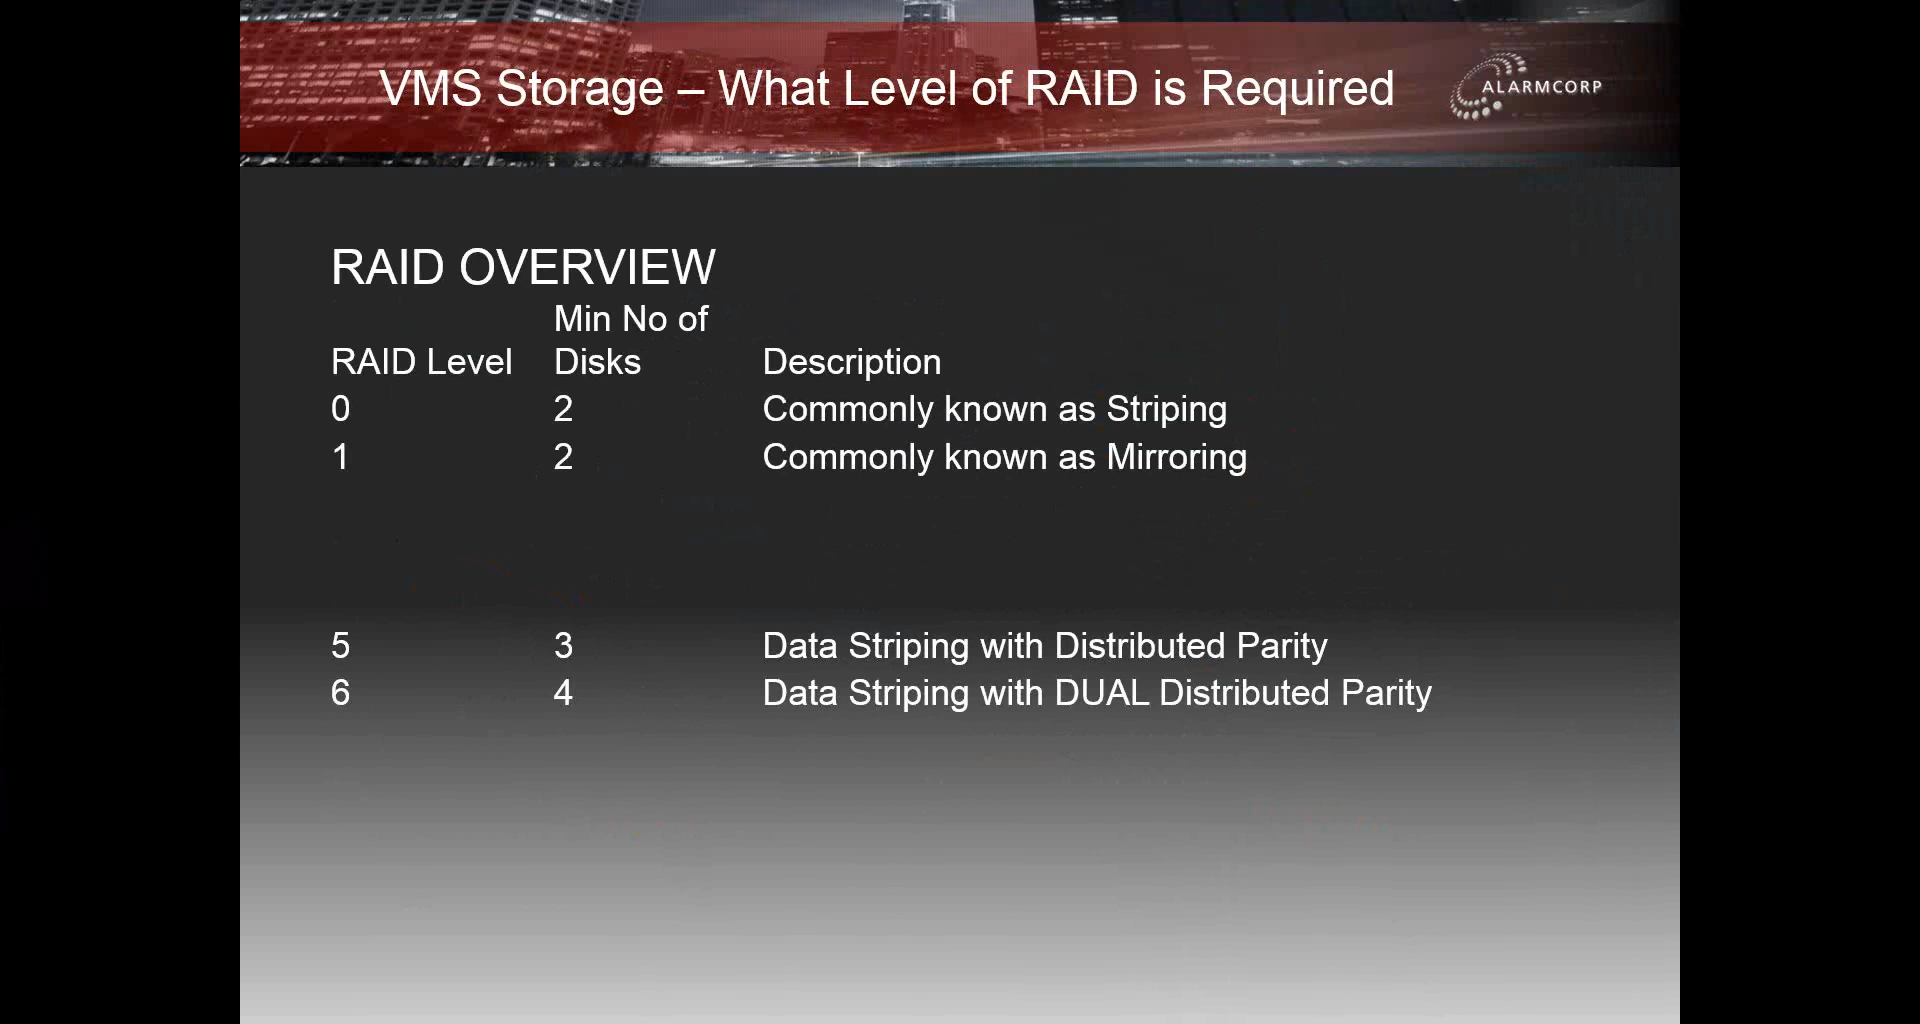 VMS Storage – What Level of RAID is Required
ALARMCORP
RAID OVERVIEW
Min No of
RAID Level Disks Description
0 2 Commonly known as Striping
1 2 Commonly known as Mirroring
5 3 Data Striping with Distributed Parity
6 4 Data Striping with DUAL Distributed Parity